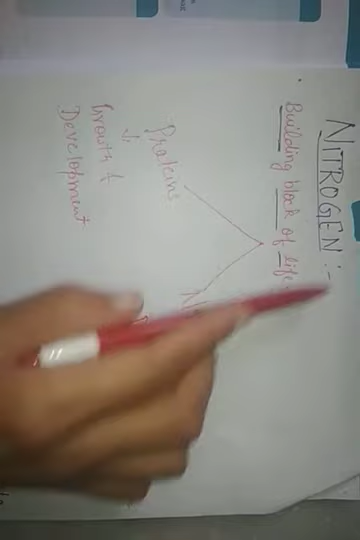 NITROGEN :-
Building block of life
Proteins
↓
Growth &
Development